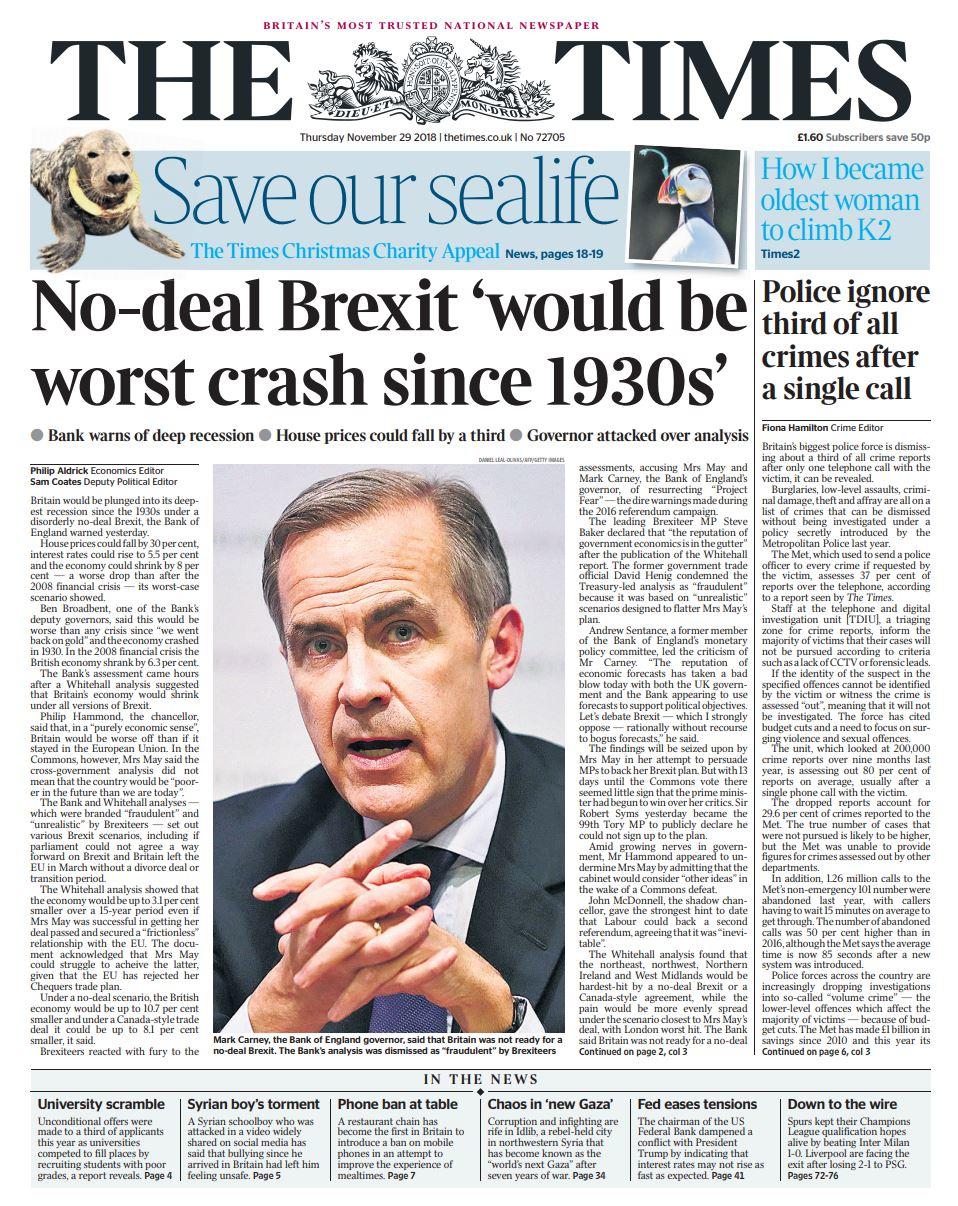 BRITAIN'S MOST TRUSTED NATIONAL NEWSPAPER
THE TIMES
DIEU ET MON DROIT
Thursday November 29 2018 | thetimes.co.uk | No 72705
£1.60 Subscribers save 50p
Save our sealife
The Times Christmas Charity Appeal News, pages 18-19
How I became
oldest woman
to climb K2
Times2
No-deal Brexit ‘would be
worst crash since 1930s’
● Bank warns of deep recession ● House prices could fall by a third ● Governor attacked over analysis
Philip Aldrick Economics Editor
Sam Coates Deputy Political Editor
Britain would be plunged into its deep-
est recession since the 1930s under a
disorderly no-deal Brexit, the Bank of
England warned yesterday.
House prices could fall by 30 per cent,
interest rates could rise to 5.5 per cent
and the economy could shrink by 8 per
cent — a worse drop than after the
2008 financial crisis — its worst-case
scenario showed.
Ben Broadbent, one of the Bank's
deputy governors, said this would be
worse than any crisis since “we went
back on gold” and the economy crashed
in 1930. In the 2008 financial crisis the
British economy shrank by 6.3 per cent.
The Bank's assessment came hours
after a Whitehall analysis suggested
that Britain's economy would shrink
under all versions of Brexit.
Philip Hammond, the chancellor,
said that, in a “purely economic sense”,
Britain would be worse off than if it
stayed in the European Union. In the
Commons, however, Mrs May said the
cross-government analysis did not
mean that the country would be “poor-
er in the future than we are today”.
The Bank and Whitehall analyses —
which were branded “fraudulent” and
“unrealistic” by Brexiteers — set out
various Brexit scenarios, including if
parliament could not agree a way
forward on Brexit and Britain left the
EU in March without a divorce deal or
transition period.
The Whitehall analysis showed that
the economy would be up to 3.1 per cent
smaller over a 15-year period even if
Mrs May was successful in getting her
deal passed and secured a “frictionless”
relationship with the EU. The docu-
ment acknowledged that Mrs May
could struggle to acheive the latter,
given that the EU has rejected her
Chequers trade plan.
Under a no-deal scenario, the British
economy would be up to 10.7 per cent
smaller and under a Canada-style trade
deal it could be up to 8.1 per cent
smaller, it said.
Brexiteers reacted with fury to the
DANIEL LEAL-OLIVAS/AFP/GETTY IMAGES
Mark Carney, the Bank of England governor, said that Britain was not ready for a
no-deal Brexit. The Bank's analysis was dismissed as “fraudulent” by Brexiteers
assessments, accusing Mrs May and
Mark Carney, the Bank of England's
governor, of resurrecting “Project
Fear” — the dire warnings made during
the 2016 referendum campaign.
The leading Brexiteer MP Steve
Baker declared that “the reputation of
government economics is in the gutter”
after the publication of the Whitehall
report. The former government trade
official David Henig condemned the
Treasury-led analysis as “fraudulent”
because it was based on “unrealistic”
scenarios designed to flatter Mrs May's
plan.
Andrew Sentance, a former member
of the Bank of England's monetary
policy committee, led the criticism of
Mr Carney. “The reputation of
economic forecasts has taken a bad
blow today with both the UK govern-
ment and the Bank appearing to use
forecasts to support political objectives.
Let's debate Brexit — which I strongly
oppose — rationally without recourse
to bogus forecasts,” he said.
The findings will be seized upon by
Mrs May in her attempt to persuade
MPs to back her Brexit plan. But with 13
days until the Commons vote there
seemed little sign that the prime minis-
ter had begun to win over her critics. Sir
Robert Syms yesterday became the
99th Tory MP to publicly declare he
could not sign up to the plan.
Amid growing nerves in govern-
ment, Mr Hammond appeared to un-
dermine Mrs May by admitting that the
cabinet would consider “other ideas” in
the wake of a Commons defeat.
John McDonnell, the shadow chan-
cellor, gave the strongest hint to date
that Labour could back a second
referendum, agreeing that it was “inevi-
table”.
The Whitehall analysis found that
the northeast, northwest, Northern
Ireland and West Midlands would be
hardest-hit by a no-deal Brexit or a
Canada-style agreement, while the
pain would be more evenly spread
under the scenario closest to Mrs May's
deal, with London worst hit. The Bank
said Britain was not ready for a no-deal
Continued on page 2, col 3
Police ignore
third of all
crimes after
a single call
Fiona Hamilton Crime Editor
Britain's biggest police force is dismiss-
ing about a third of all crime reports
after only one telephone call with the
victim, it can be revealed.
Burglaries, low-level assaults, crimi-
nal damage, theft and affray are all on a
list of crimes that can be dismissed
without being investigated under a
policy secretly introduced by the
Metropolitan Police last year.
The Met, which used to send a police
officer to every crime if requested by
the victim, assesses 37 per cent of
reports over the telephone, according
to a report seen by The Times.
Staff at the telephone and digital
investigation unit [TDIU], a triaging
zone for crime reports, inform the
majority of victims that their cases will
not be pursued according to criteria
such as a lack of CCTV or forensic leads.
If the identity of the suspect in the
specified offences cannot be identified
by the victim or witness the crime is
assessed “out”, meaning that it will not
be investigated. The force has cited
budget cuts and a need to focus on sur-
ging violence and sexual offences.
The unit, which looked at 200,000
crime reports over nine months last
year, is assessing out 80 per cent of
reports on average, usually after a
single phone call with the victim.
The dropped reports account for
29.6 per cent of crimes reported to the
Met. The true number of cases that
were not pursued is likely to be higher,
but the Met was unable to provide
figures for crimes assessed out by other
departments.
In addition, 1.26 million calls to the
Met's non-emergency 101 number were
abandoned last year, with callers
having to wait 15 minutes on average to
get through. The number of abandoned
calls was 50 per cent higher than in
2016, although the Met says the average
time is now 85 seconds after a new
system was introduced.
Police forces across the country are
increasingly dropping investigations
into so-called “volume crime” — the
lower-level offences which affect the
majority of victims — because of bud-
get cuts. The Met has made £1 billion in
savings since 2010 and this year its
Continued on page 6, col 3
IN THE NEWS
University scramble
Unconditional offers were
made to a third of applicants
this year as universities
competed to fill places by
recruiting students with poor
grades, a report reveals. Page 4
Syrian boy's torment
A Syrian schoolboy who was
attacked in a video widely
shared on social media has
said that bullying since he
arrived in Britain had left him
feeling unsafe. Page 5
Phone ban at table
A restaurant chain has
become the first in Britain to
introduce a ban on mobile
phones in an attempt to
improve the experience of
mealtimes. Page 7
Chaos in ‘new Gaza’
Corruption and infighting are
rife in Idlib, a rebel-held city
in northwestern Syria that
has become known as the
“world's next Gaza” after
seven years of war. Page 34
Fed eases tensions
The chairman of the US
Federal Bank dampened a
conflict with President
Trump by indicating that
interest rates may not rise as
fast as expected. Page 41
Down to the wire
Spurs kept their Champions
League qualification hopes
alive by beating Inter Milan
1-0. Liverpool are facing the
exit after losing 2-1 to PSG.
Pages 72-76